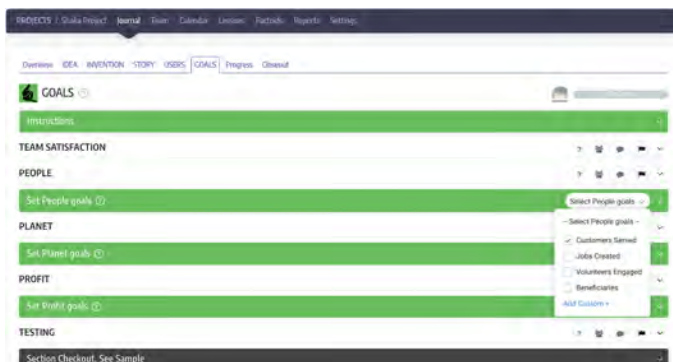 PROJECTS / Shaka Project Journal Team Calendar Lessons Factoids Reports Settings
Overview IDEA INVENTION STORY USERS GOALS Progress Closeout
GOALS ?
Instructions
TEAM SATISFACTION
PEOPLE
Set People goals ? Select People goals
-- Select People goals --
PLANET
Customers Served
Set Planet goals ? Jobs Created
PROFIT Volunteers Engaged
Beneficiaries
Set Profit goals ? Add Custom +
TESTING
Section Checkout. See Sample